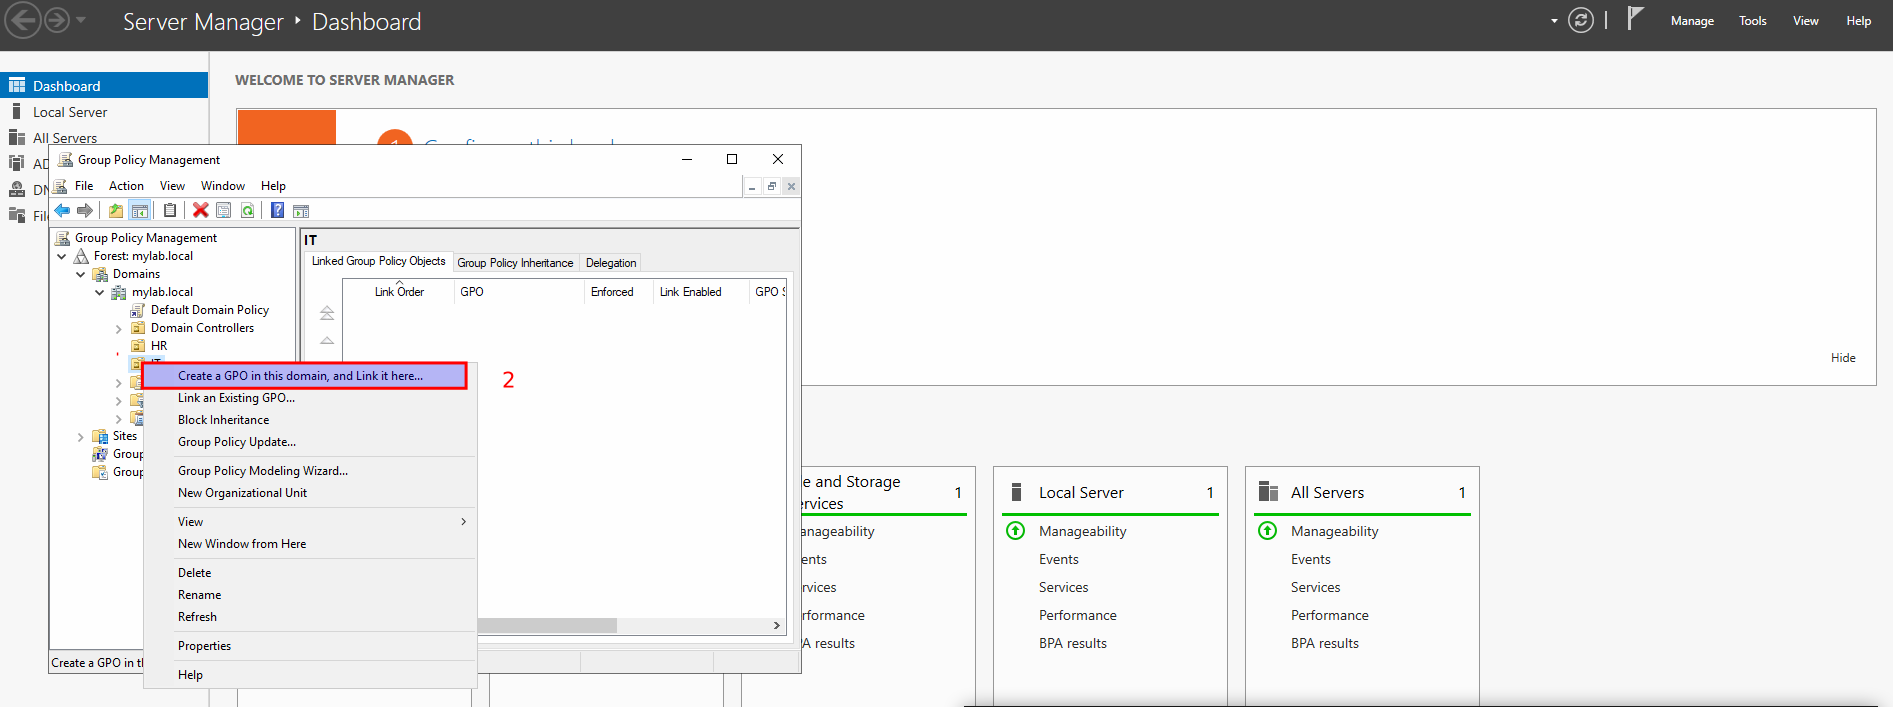 Server Manager ‣ Dashboard
Manage Tools View Help
Dashboard
Local Server
All Servers
WELCOME TO SERVER MANAGER
Hide
Group Policy Management
File Action View Window Help
Group Policy Management
Forest: mylab.local
Domains
mylab.local
Default Domain Policy
Domain Controllers
HR
IT
Sites
Group
Group
IT
Linked Group Policy Objects Group Policy Inheritance Delegation
Link Order GPO Enforced Link Enabled GPO S
Create a GPO in this domain, and Link it here...
2
Link an Existing GPO...
Block Inheritance
Group Policy Update...
Group Policy Modeling Wizard...
New Organizational Unit
View
New Window from Here
Delete
Rename
Refresh
Properties
Help
Create a GPO in tl
e and Storage
ervices 1
anageability
ents
rvices
rformance
PA results
Local Server 1
Manageability
Events
Services
Performance
BPA results
All Servers 1
Manageability
Events
Services
Performance
BPA results